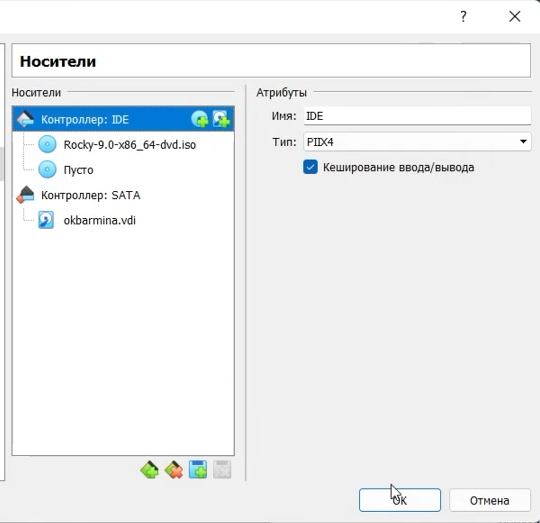 ?
Носители
Носители
Контроллер: IDE
Rocky-9.0-x86_64-dvd.iso
Пусто
Контроллер: SATA
okbarmina.vdi
Атрибуты
Имя: IDE
Тип: PIIX4
Кеширование ввода/вывода
OK
Отмена